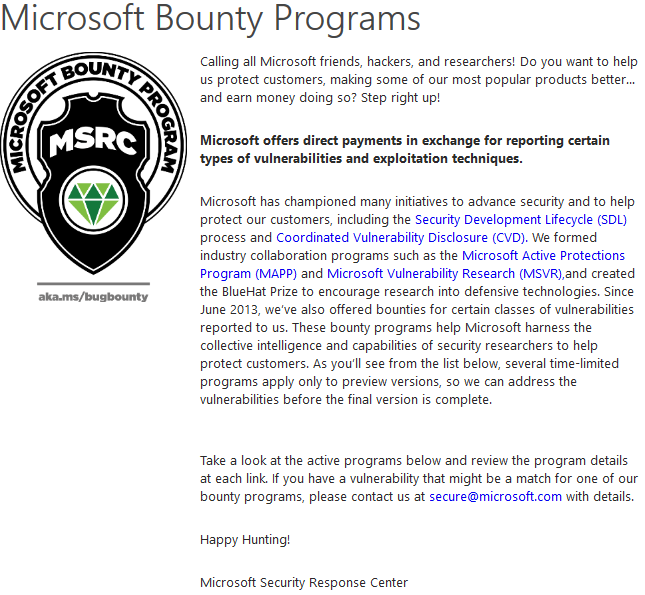 Microsoft Bounty Programs
MICROSOFT BOUNTY PROGRAM
MSRC
aka.ms/bugbounty
Calling all Microsoft friends, hackers, and researchers! Do you want to help
us protect customers, making some of our most popular products better...
and earn money doing so? Step right up!
Microsoft offers direct payments in exchange for reporting certain
types of vulnerabilities and exploitation techniques.
Microsoft has championed many initiatives to advance security and to help
protect our customers, including the Security Development Lifecycle (SDL)
process and Coordinated Vulnerability Disclosure (CVD). We formed
industry collaboration programs such as the Microsoft Active Protections
Program (MAPP) and Microsoft Vulnerability Research (MSVR),and created
the BlueHat Prize to encourage research into defensive technologies. Since
June 2013, we've also offered bounties for certain classes of vulnerabilities
reported to us. These bounty programs help Microsoft harness the
collective intelligence and capabilities of security researchers to help
protect customers. As you'll see from the list below, several time-limited
programs apply only to preview versions, so we can address the
vulnerabilities before the final version is complete.
Take a look at the active programs below and review the program details
at each link. If you have a vulnerability that might be a match for one of our
bounty programs, please contact us at secure@microsoft.com with details.
Happy Hunting!
Microsoft Security Response Center